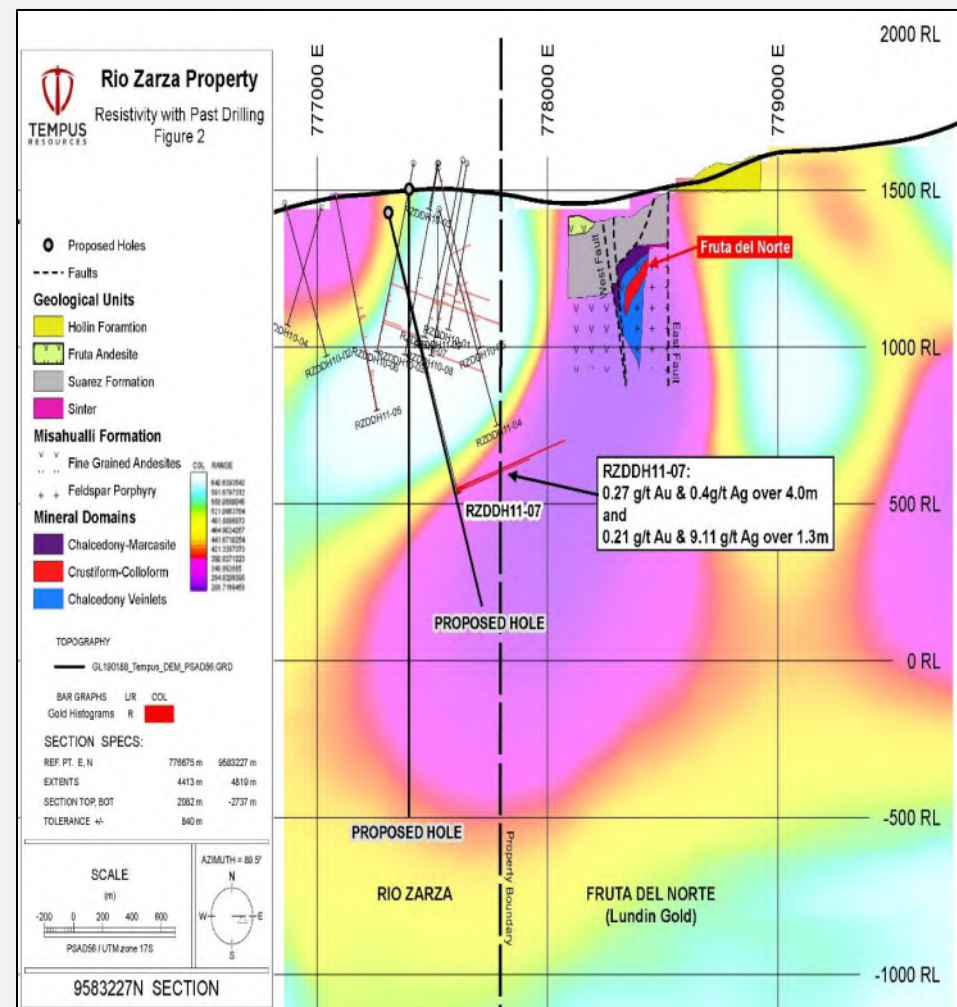 TEMPUS
RESOURCES
Rio Zarza Property
Resistivity with Past Drilling
Figure 2
Proposed Holes
Faults
Geological Units
Hollin Foramtion
Fruta Andesite
Suarez Formation
Sinter
Misahualli Formation
Fine Grained Andesites
Feldspar Porphyry
COL RANGE
Mineral Domains
Chalcedony-Marcasite
Crustiform-Colloform
Chalcedony Veinlets
TOPOGRAPHY
GL190188_Tempus_DEM_PSAD56.GRD
BAR GRAPHS L/R COL
Gold Histograms R
SECTION SPECS:
REF. PT. E, N 776675 m 9583227 m
EXTENTS 4413 m 4819 m
SECTION TOP, BOT 2082 m -2737 m
TOLERANCE +/- 840 m
SCALE
(m)
-200 0 200 400 600
PSAD56 / UTM zone 17S
AZIMUTH = 89.5°
N
W E
S
9583227N SECTION
777000 E
778000 E
779000 E
2000 RL
1500 RL
1000 RL
500 RL
0 RL
-500 RL
-1000 RL
Fruta del Norte
West Fault
East Fault
RZDDH10-02
RZDDH11-05
RZDDH11-04
RZDDH11-07
RZDDH11-07:
0.27 g/t Au & 0.4g/t Ag over 4.0m
and
0.21 g/t Au & 9.11 g/t Ag over 1.3m
PROPOSED HOLE
PROPOSED HOLE
Property Boundary
RIO ZARZA
FRUTA DEL NORTE
(Lundin Gold)